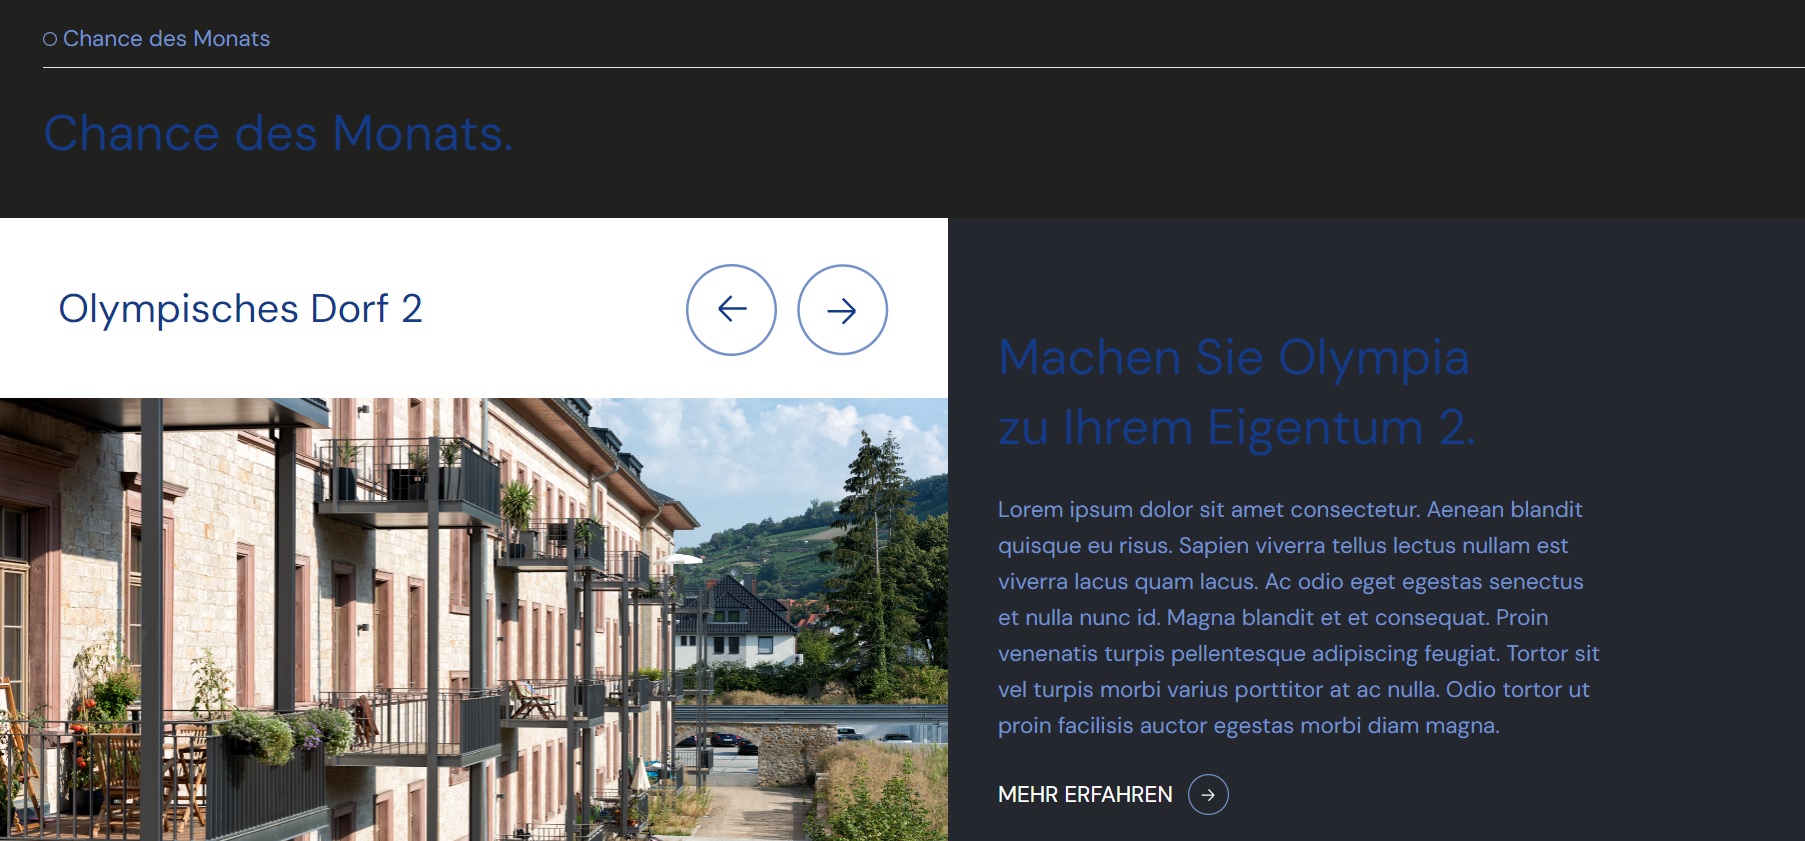 Chance des Monats
Chance des Monats.
Olympisches Dorf 2
Machen Sie Olympia
zu Ihrem Eigentum 2.
Lorem ipsum dolor sit amet consectetur. Aenean blandit
quisque eu risus. Sapien viverra tellus lectus nullam est
viverra lacus quam lacus. Ac odio eget egestas senectus
et nulla nunc id. Magna blandit et et consequat. Proin
venenatis turpis pellentesque adipiscing feugiat. Tortor sit
vel turpis morbi varius porttitor at ac nulla. Odio tortor ut
proin facilisis auctor egestas morbi diam magna.
MEHR ERFAHREN